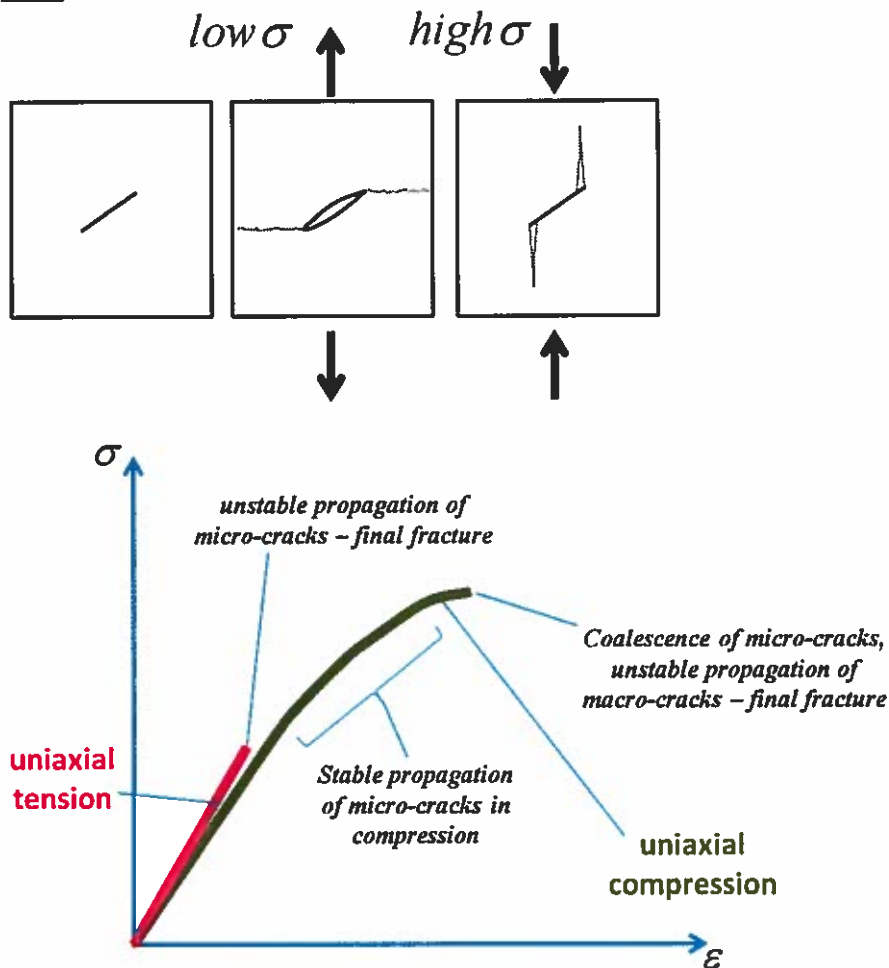 low σ
high σ
σ
unstable propagation of
micro-cracks – final fracture
Coalescence of micro-cracks,
unstable propagation of
macro-cracks – final fracture
uniaxial
tension
Stable propagation
of micro-cracks in
compression
uniaxial
compression
ε